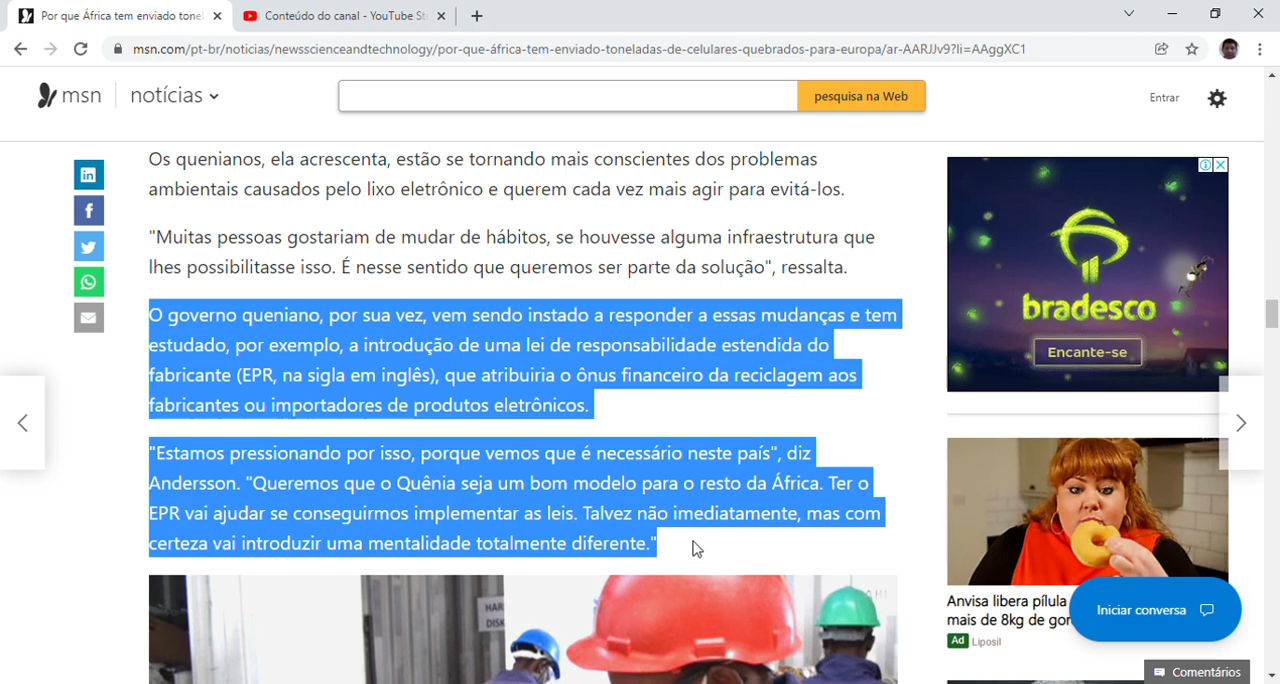 Por que África tem enviado tonel
Conteúdo do canal - YouTube St
msn.com/pt-br/noticias/newsscienceandtechnology/por-que-áfrica-tem-enviado-toneladas-de-celulares-quebrados-para-europa/ar-AARJJv9?li=AAggXC1
msn
notícias
pesquisa na Web
Entrar
Os quenianos, ela acrescenta, estão se tornando mais conscientes dos problemas
ambientais causados pelo lixo eletrônico e querem cada vez mais agir para evitá-los.
"Muitas pessoas gostariam de mudar de hábitos, se houvesse alguma infraestrutura que
lhes possibilitasse isso. É nesse sentido que queremos ser parte da solução", ressalta.
O governo queniano, por sua vez, vem sendo instado a responder a essas mudanças e tem
estudado, por exemplo, a introdução de uma lei de responsabilidade estendida do
fabricante (EPR, na sigla em inglês), que atribuiria o ônus financeiro da reciclagem aos
fabricantes ou importadores de produtos eletrônicos.
"Estamos pressionando por isso, porque vemos que é necessário neste país", diz
Andersson. "Queremos que o Quênia seja um bom modelo para o resto da África. Ter o
EPR vai ajudar se conseguirmos implementar as leis. Talvez não imediatamente, mas com
certeza vai introduzir uma mentalidade totalmente diferente."
HAR
DISK
bradesco
Encante-se
Anvisa libera pílula
mais de 8kg de gor
Ad Liposil
Iniciar conversa
Comentários